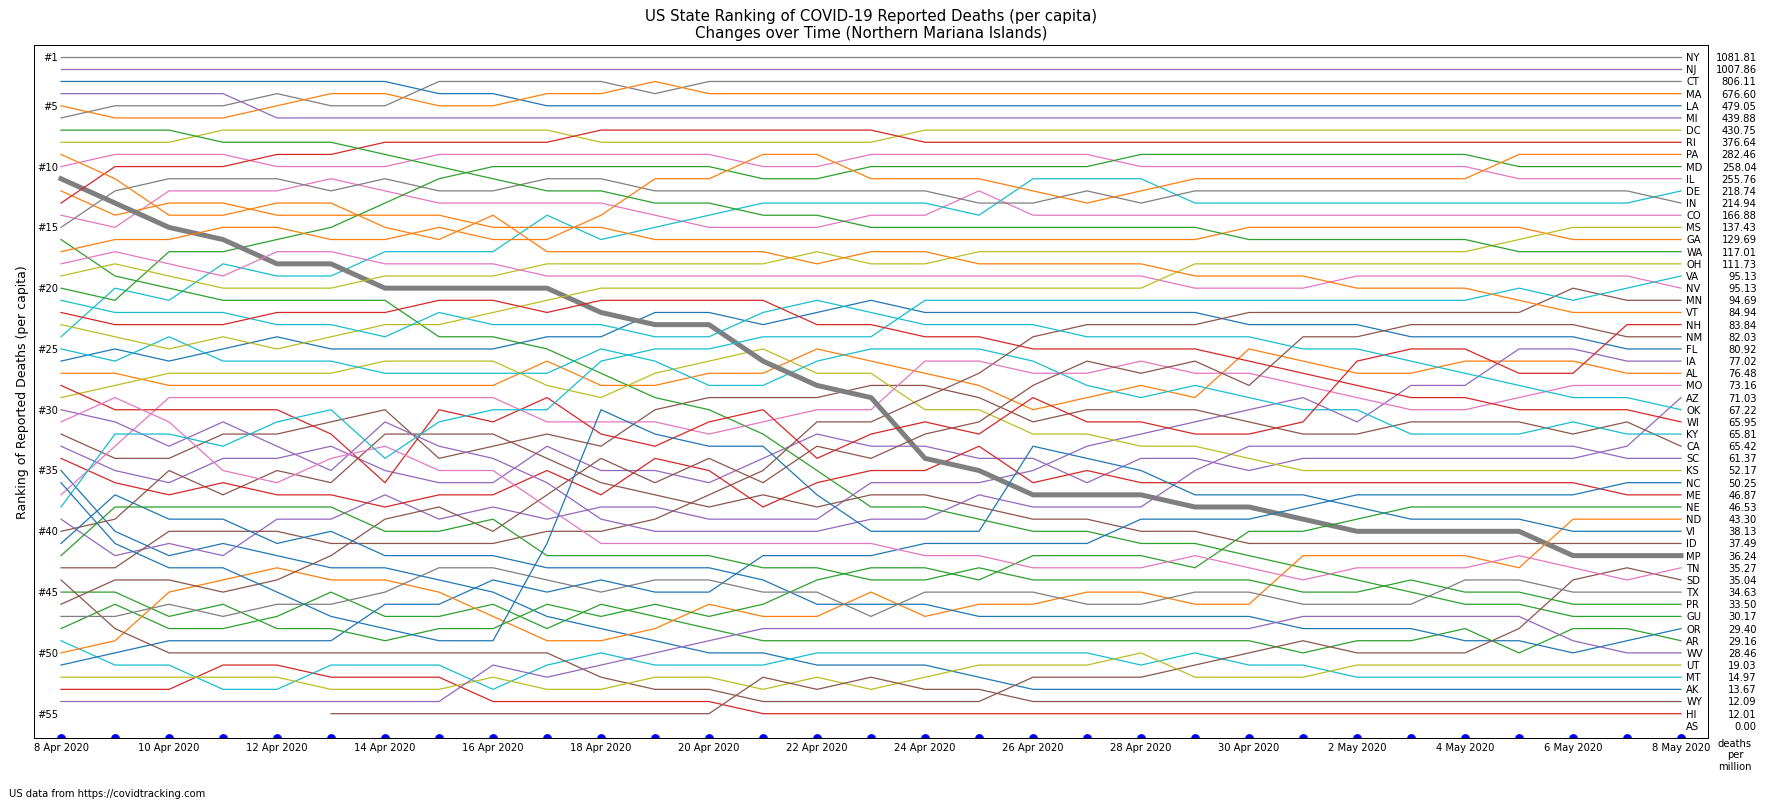 US State Ranking of COVID-19 Reported Deaths (per capita)
Changes over Time (Northern Mariana Islands)
Ranking of Reported Deaths (per capita)
#1
#5
#10
#15
#20
#25
#30
#35
#40
#45
#50
#55
NY 1081.81
NJ 1007.86
CT 806.11
MA 676.60
LA 479.05
MI 439.88
DC 430.75
RI 376.64
PA 282.46
MD 258.04
IL 255.76
DE 218.74
IN 214.94
CO 166.88
MS 137.43
GA 129.69
WA 117.01
OH 111.73
VA 95.13
NV 95.13
MN 94.69
VT 84.94
NH 83.84
NM 82.03
FL 80.92
IA 77.02
AL 76.48
MO 73.16
AZ 71.03
OK 67.22
WI 65.95
KY 65.81
CA 65.42
SC 61.37
KS 52.17
NC 50.25
ME 46.87
NE 46.53
ND 43.30
VI 38.13
ID 37.49
MP 36.24
TN 35.27
SD 35.04
TX 34.63
PR 33.50
GU 30.17
OR 29.40
AR 29.16
WV 28.46
UT 19.03
MT 14.97
AK 13.67
WY 12.09
HI 12.01
AS 0.00
8 Apr 2020 10 Apr 2020 12 Apr 2020 14 Apr 2020 16 Apr 2020 18 Apr 2020 20 Apr 2020 22 Apr 2020 24 Apr 2020 26 Apr 2020 28 Apr 2020 30 Apr 2020 2 May 2020 4 May 2020 6 May 2020 8 May 2020
deaths
per
million
US data from https://covidtracking.com